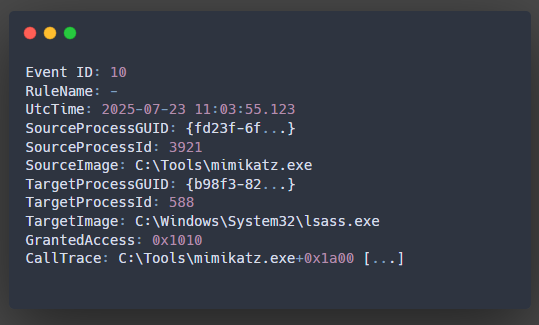 Event ID: 10
RuleName: -
UtcTime: 2025-07-23 11:03:55.123
SourceProcessGUID: {fd23f-6f...}
SourceProcessId: 3921
SourceImage: C:\Tools\mimikatz.exe
TargetProcessGUID: {b98f3-82...}
TargetProcessId: 588
TargetImage: C:\Windows\System32\lsass.exe
GrantedAccess: 0x1010
CallTrace: C:\Tools\mimikatz.exe+0x1a00 [...]